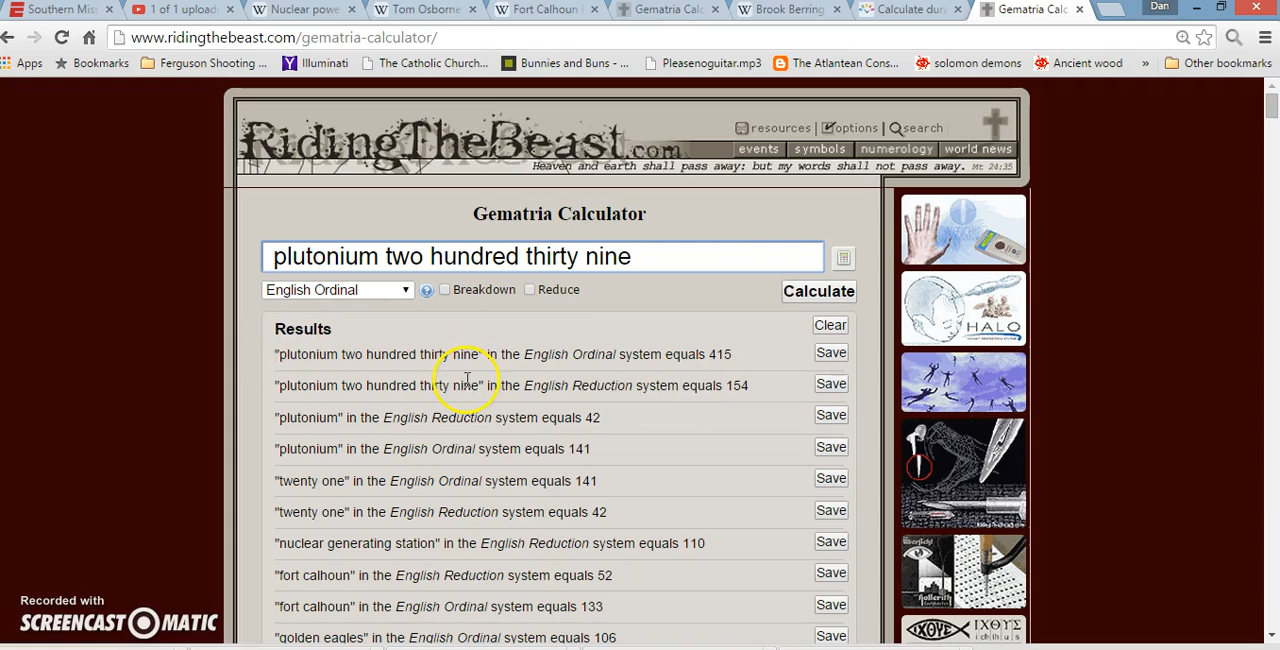 Southern Miss
1 of 1 upload
Nuclear powe
Tom Osborne
Fort Calhoun
Gematria Calc
Brook Berring
Calculate dura
Gematria Calc
Dan
www.ridingthebeast.com/gematria-calculator/
Apps
Bookmarks
Ferguson Shooting ...
Illuminati
The Catholic Church...
Bunnies and Buns - ...
Pleasenoguitar.mp3
The Atlantean Cons...
solomon demons
Ancient wood
»
Other bookmarks
RidingTheBeast.com
resources | options | search
events | symbols | numerology | world news
Heaven and earth shall pass away: but my words shall not pass away. Mt 24:35
Gematria Calculator
plutonium two hundred thirty nine
English Ordinal
Breakdown
Reduce
Calculate
Results
Clear
"plutonium two hundred thirty nine" in the English Ordinal system equals 415
Save
"plutonium two hundred thirty nine" in the English Reduction system equals 154
Save
"plutonium" in the English Reduction system equals 42
Save
"plutonium" in the English Ordinal system equals 141
Save
"twenty one" in the English Ordinal system equals 141
Save
"twenty one" in the English Reduction system equals 42
Save
"nuclear generating station" in the English Reduction system equals 110
Save
"fort calhoun" in the English Reduction system equals 52
Save
"fort calhoun" in the English Ordinal system equals 133
Save
"golden eagles" in the English Ordinal system equals 106
Save
HALO
ΙΧΘΥΣ
Recorded with
SCREENCAST-O-MATIC